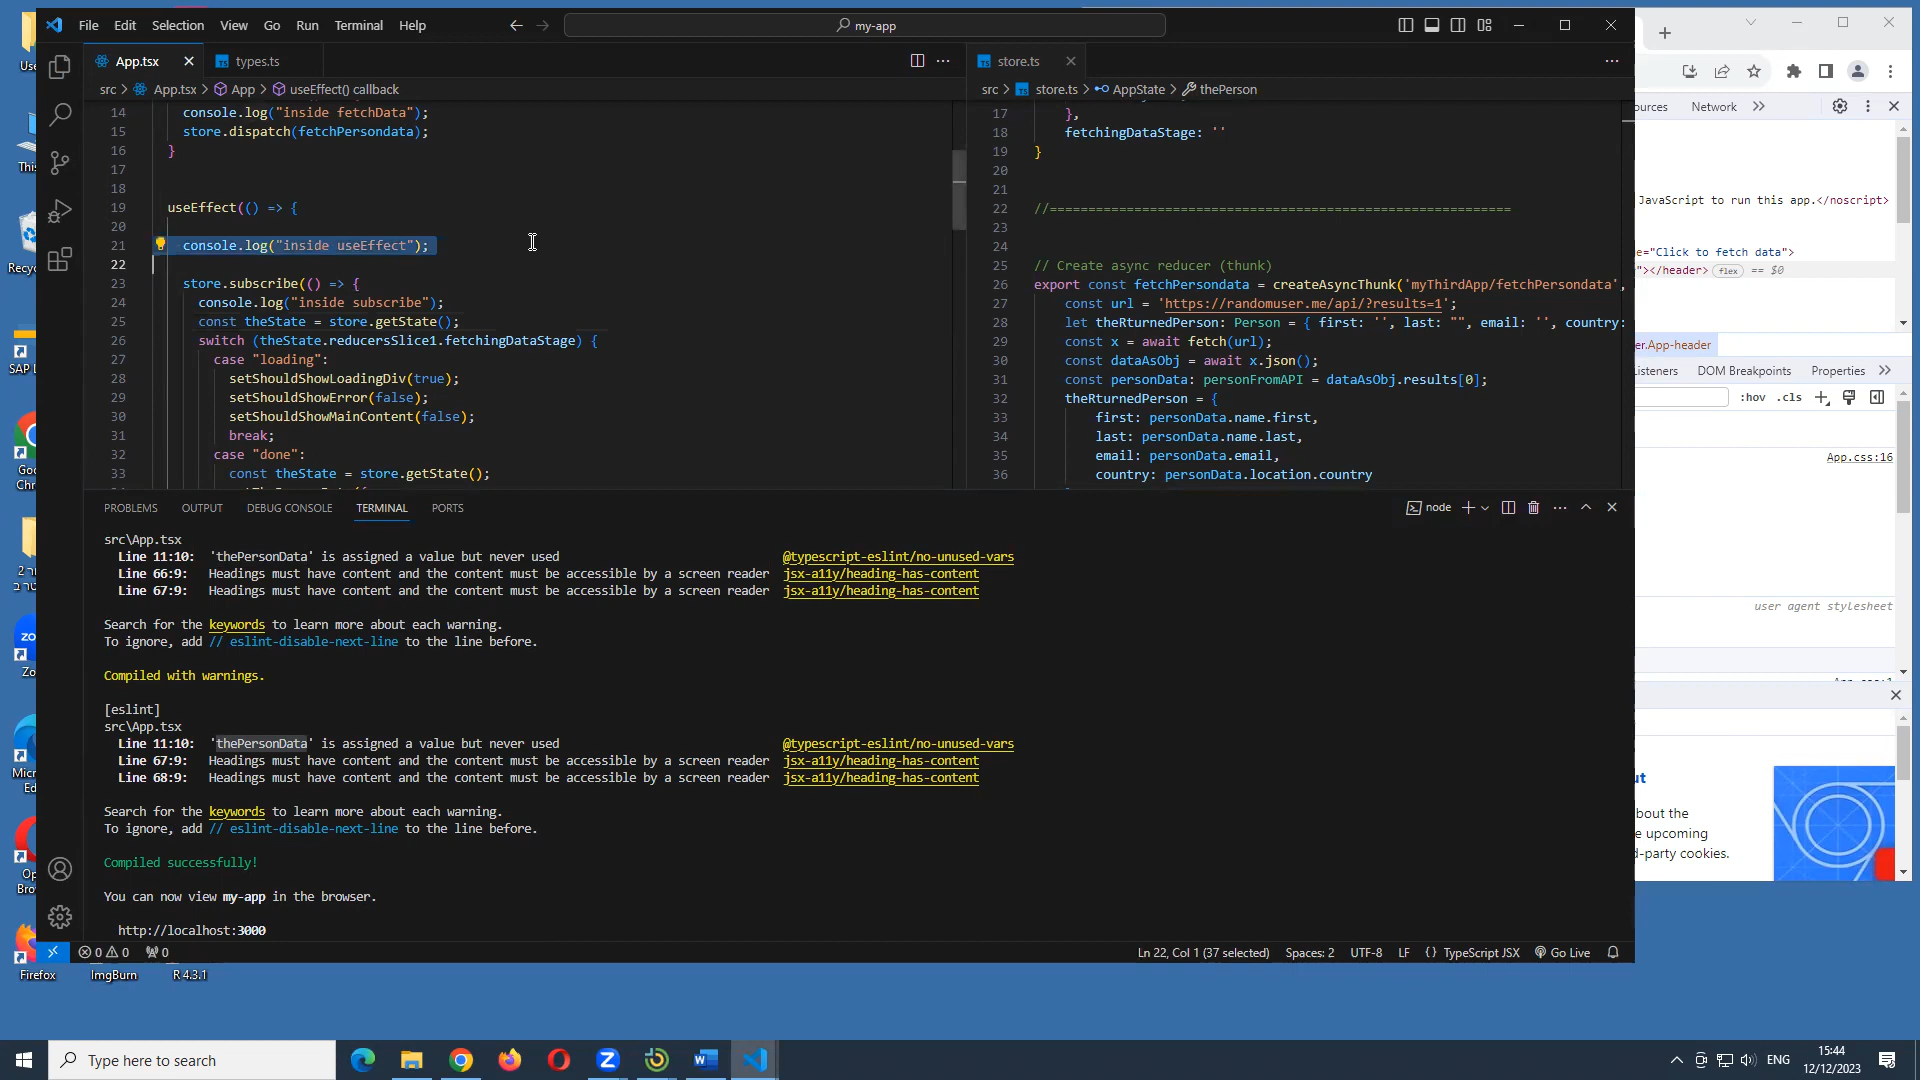 File Edit Selection View Go Run Terminal Help
my-app
App.tsx
types.ts
src > App.tsx > App > useEffect() callback
14 console.log("inside fetchData");
15 store.dispatch(fetchPersondata);
16 }
17
18
19 useEffect(() => {
20
21 console.log("inside useEffect");
22
23 store.subscribe(() => {
24 console.log("inside subscribe");
25 const theState = store.getState();
26 switch (theState.reducersSlice1.fetchingDataStage) {
27 case "loading":
28 setShouldShowLoadingDiv(true);
29 setShouldShowError(false);
30 setShouldShowMainContent(false);
31 break;
32 case "done":
33 const theState = store.getState();
store.ts
src > store.ts > AppState > thePerson
17 },
18 fetchingDataStage: ''
19 }
20
21
22 //============================================================
23
24
25 // Create async reducer (thunk)
26 export const fetchPersondata = createAsyncThunk('myThirdApp/fetchPersondata',
27 const url = 'https://randomuser.me/api/?results=1';
28 let theRturnedPerson: Person = { first: '', last: "", email: '', country:
29 const x = await fetch(url);
30 const dataAsObj = await x.json();
31 const personData: personFromAPI = dataAsObj.results[0];
32 theRturnedPerson = {
33 first: personData.name.first,
34 last: personData.name.last,
35 email: personData.email,
36 country: personData.location.country
PROBLEMS OUTPUT DEBUG CONSOLE TERMINAL PORTS
node
src\App.tsx
Line 11:10: 'thePersonData' is assigned a value but never used @typescript-eslint/no-unused-vars
Line 66:9: Headings must have content and the content must be accessible by a screen reader jsx-a11y/heading-has-content
Line 67:9: Headings must have content and the content must be accessible by a screen reader jsx-a11y/heading-has-content
Search for the keywords to learn more about each warning.
To ignore, add // eslint-disable-next-line to the line before.
Compiled with warnings.
[eslint]
src\App.tsx
Line 11:10: 'thePersonData' is assigned a value but never used @typescript-eslint/no-unused-vars
Line 67:9: Headings must have content and the content must be accessible by a screen reader jsx-a11y/heading-has-content
Line 68:9: Headings must have content and the content must be accessible by a screen reader jsx-a11y/heading-has-content
Search for the keywords to learn more about each warning.
To ignore, add // eslint-disable-next-line to the line before.
Compiled successfully!
You can now view my-app in the browser.
http://localhost:3000
0 0 0
Ln 22, Col 1 (37 selected) Spaces: 2 UTF-8 LF {} TypeScript JSX Go Live
ources Network
JavaScript to run this app.</noscript>
e="Click to fetch data">
"></header> flex == $0
er.App-header
isteners DOM Breakpoints Properties
:hov .cls
App.css:16
user agent stylesheet
ut
bout the
e upcoming
d-party cookies.
Use
This
Recyc
SAP L
Goo
Chr
Zo
Micr
Ed
Op
Bro
Firefox
ImgBurn
R 4.3.1
Type here to search
ENG
15:44
12/12/2023